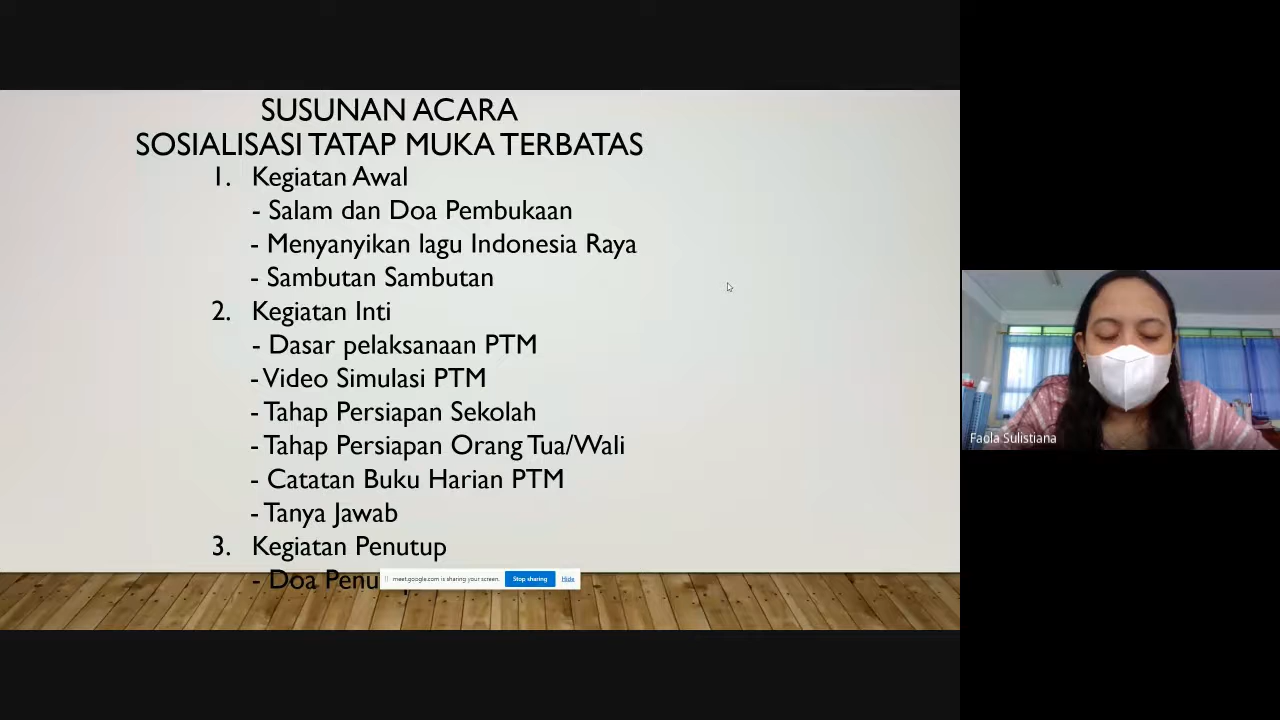 SUSUNAN ACARA
SOSIALISASI TATAP MUKA TERBATAS
1. Kegiatan Awal
- Salam dan Doa Pembukaan
- Menyanyikan lagu Indonesia Raya
- Sambutan Sambutan
2. Kegiatan Inti
- Dasar pelaksanaan PTM
- Video Simulasi PTM
- Tahap Persiapan Sekolah
- Tahap Persiapan Orang Tua/Wali
- Catatan Buku Harian PTM
- Tanya Jawab
3. Kegiatan Penutup
- Doa
meet.google.com is sharing your screen. Stop sharing Hide
Faola Sulistiana